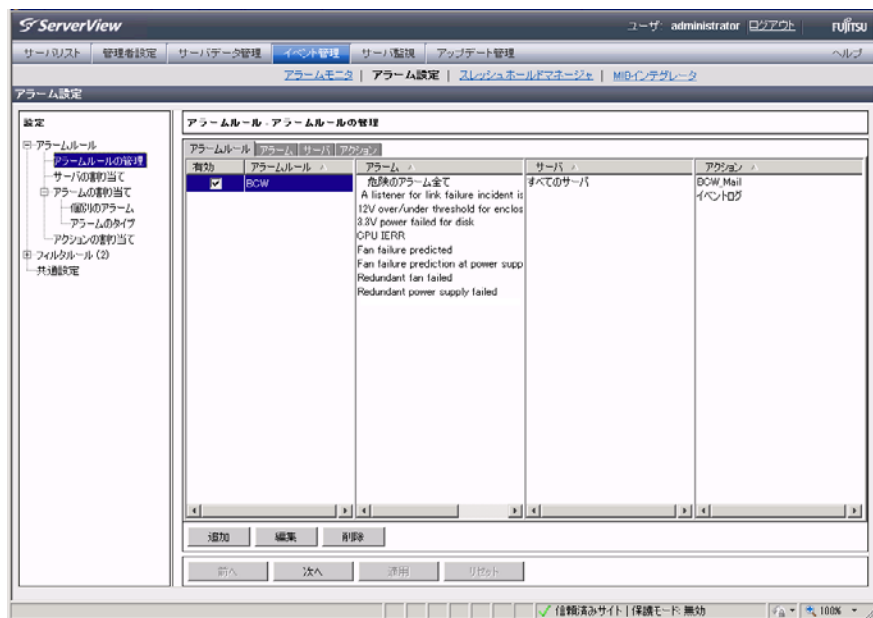 ServerView
ユーザ: administrator ログアウト FUJITSU
サーバリスト 管理者設定 サーバデータ管理 イベント管理 サーバ監視 アップデート管理 ヘルプ
アラームモニタ | アラーム設定 | スレッシュホールドマネージャ | MIBインテグレータ
アラーム設定
設定
アラームルール
アラームルールの管理
サーバの割り当て
アラームの割り当て
個別のアラーム
アラームのタイプ
アクションの割り当て
フィルタルール (2)
共通設定
アラームルール - アラームルールの管理
アラームルール アラーム サーバ アクション
有効 アラームルール アラーム サーバ アクション
BCW 危険のアラーム全て すべてのサーバ BCW_Mail
A listener for link failure incident is イベントログ
12V over/under threshold for enclos
3.3V power failed for disk
CPU IERR
Fan failure predicted
Fan failure prediction at power supp
Redundant fan failed
Redundant power supply failed
追加 編集 削除
前へ 次へ 適用 リセット
信頼済みサイト | 保護モード: 無効 100%